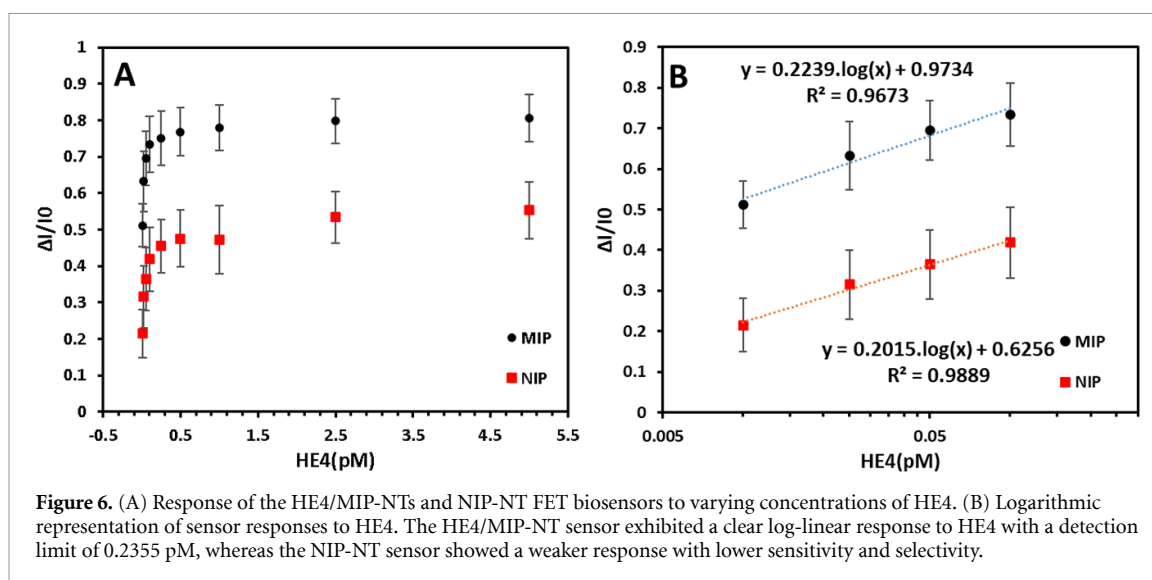 A
1
0.9
0.8
0.7
0.6
0.5
0.4
0.3
0.2
0.1
0
ΔI/I0
-0.5 0.5 1.5 2.5 3.5 4.5 5.5
HE4(pM)
MIP
NIP
B
0.9
0.8
0.7
0.6
0.5
0.4
0.3
0.2
0.1
0
ΔI/I0
y = 0.2239.log(x) + 0.9734
R² = 0.9673
y = 0.2015.log(x) + 0.6256
R² = 0.9889
MIP
NIP
0.005 0.05
HE4(pM)
Figure 6. (A) Response of the HE4/MIP-NTs and NIP-NT FET biosensors to varying concentrations of HE4. (B) Logarithmic
representation of sensor responses to HE4. The HE4/MIP-NT sensor exhibited a clear log-linear response to HE4 with a detection
limit of 0.2355 pM, whereas the NIP-NT sensor showed a weaker response with lower sensitivity and selectivity.